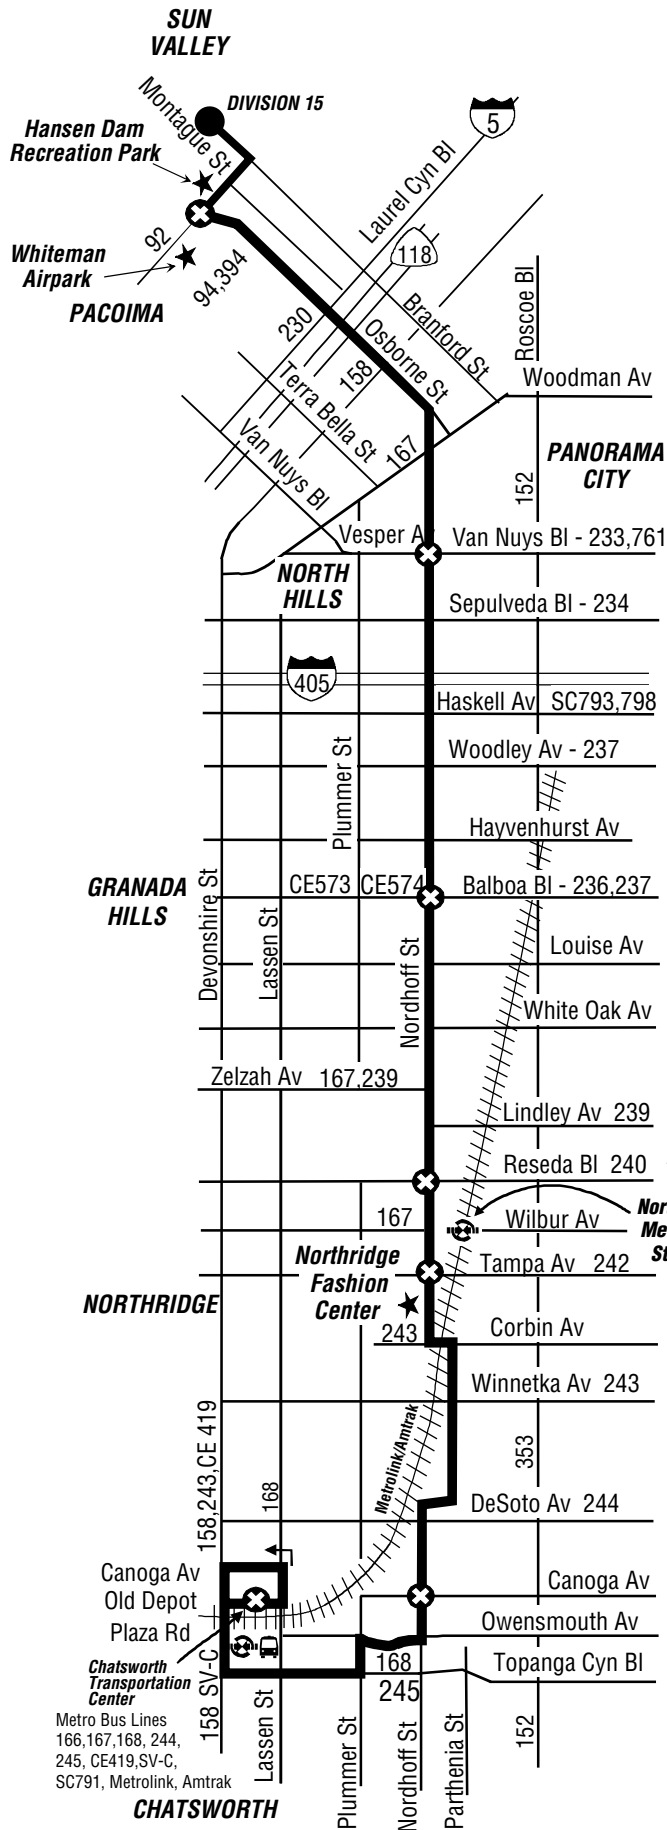 SUN
VALLEY
DIVISION 15
Montague St
Hansen Dam
Recreation Park
5
Laurel Cyn Bl
118
92
Whiteman
Airpark
94,394
PACOIMA
230
Osborne St
Branford St
Roscoe Bl
158
Terra Bella St
Woodman Av
Van Nuys Bl
167
PANORAMA
CITY
152
Vesper Av
Van Nuys Bl - 233,761
NORTH
HILLS
Sepulveda Bl - 234
405
Haskell Av SC793,798
Plummer St
Woodley Av - 237
Hayvenhurst Av
GRANADA
HILLS
CE573
CE574
Balboa Bl - 236,237
Devonshire St
Lassen St
Nordhoff St
Louise Av
White Oak Av
Zelzah Av 167,239
Lindley Av 239
Reseda Bl 240
167
Wilbur Av
Northridge
Fashion
Center
Tampa Av 242
NORTHRIDGE
243
Corbin Av
Winnetka Av 243
158,243,CE 419
168
Metrolink/Amtrak
353
DeSoto Av 244
Canoga Av
Old Depot
Plaza Rd
Canoga Av
Owensmouth Av
Chatsworth
Transportation
Center
158 SV-C
168
245
Topanga Cyn Bl
Metro Bus Lines
166,167,168, 244,
245, CE419,SV-C,
SC791, Metrolink, Amtrak
Lassen St
Plummer St
Nordhoff St
Parthenia St
152
CHATSWORTH